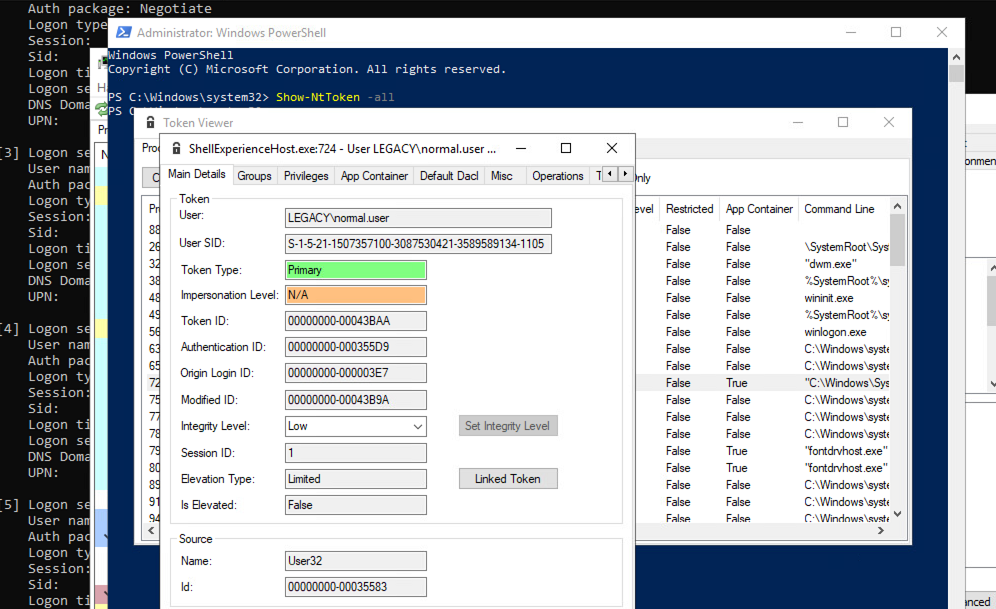 Auth package: Negotiate
Logon type
Session:
Sid:
Logon ti
Logon se
DNS Doma
UPN:
[3] Logon se
User nam
Auth pac
Logon ty
Session:
Sid:
Logon ti
Logon se
DNS Doma
UPN:
[4] Logon se
User nam
Auth pac
Logon ty
Session:
Sid:
Logon ti
Logon se
DNS Doma
UPN:
[5] Logon se
User nam
Auth pac
Logon ty
Session:
Sid:
Logon ti
Administrator: Windows PowerShell
Windows PowerShell
Copyright (C) Microsoft Corporation. All rights reserved.
PS C:\Windows\system32> Show-NtToken -all
PS C
Token Viewer
ShellExperienceHost.exe:724 - User LEGACY\normal.user ...
Main Details Groups Privileges App Container Default Dacl Misc Operations T
Token
User: LEGACY\normal.user
User SID: S-1-5-21-1507357100-3087530421-3589589134-1105
Token Type: Primary
Impersonation Level: N/A
Token ID: 00000000-00043BAA
Authentication ID: 00000000-000355D9
Origin Login ID: 00000000-000003E7
Modified ID: 00000000-00043B9A
Integrity Level: Low Set Integrity Level
Session ID: 1
Elevation Type: Limited Linked Token
Is Elevated: False
Source
Name: User32
Id: 00000000-00035583
Only
evel Restricted App Container Command Line
False False
False False \SystemRoot\Sys
False False "dwm.exe"
False False %SystemRoot%\sy
False False wininit.exe
False False %SystemRoot%\sy
False False winlogon.exe
False False C:\Windows\syste
False False C:\Windows\syste
False True "C:\Windows\Sys
False False C:\Windows\syste
False False C:\Windows\syste
False False C:\Windows\syste
False True "fontdrvhost.exe"
False True "fontdrvhost.exe"
False False C:\Windows\syste
False False C:\Windows\syste
False False C:\Windows\syste